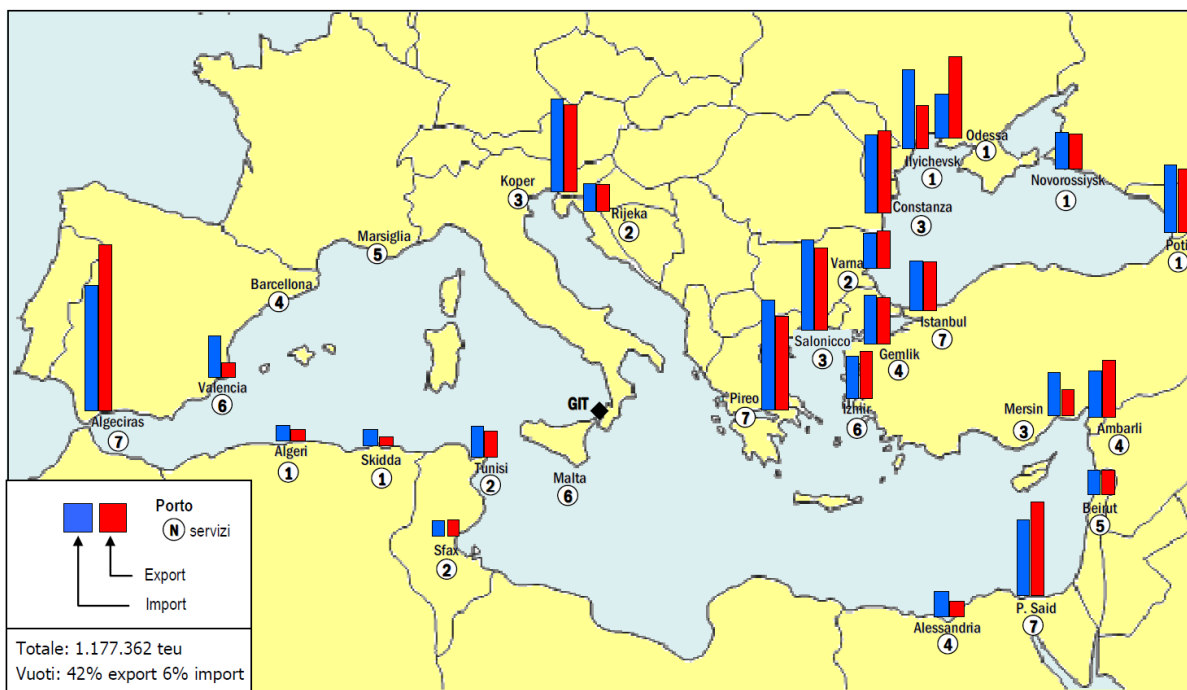 Odessa
1
Ilyichevsk
1
Novorossiysk
1
Koper
3
Rijeka
2
Constanza
3
Poti
1
Marsiglia
5
Varna
2
Barcellona
4
Istanbul
7
Salonicco
3
Gemlik
4
Valencia
6
GIT
Pireo
7
Izmir
6
Mersin
3
Algeciras
7
Ambarli
4
Algeri
1
Skidda
1
Tunisi
2
Malta
6
Beirut
5
Sfax
2
P. Said
7
Alessandria
4
Porto
N servizi
Export
Import
Totale: 1.177.362 teu
Vuoti: 42% export 6% import